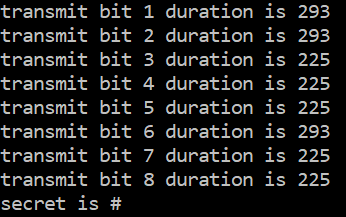 transmit bit 1 duration is 293
transmit bit 2 duration is 293
transmit bit 3 duration is 225
transmit bit 4 duration is 225
transmit bit 5 duration is 225
transmit bit 6 duration is 293
transmit bit 7 duration is 225
transmit bit 8 duration is 225
secret is #